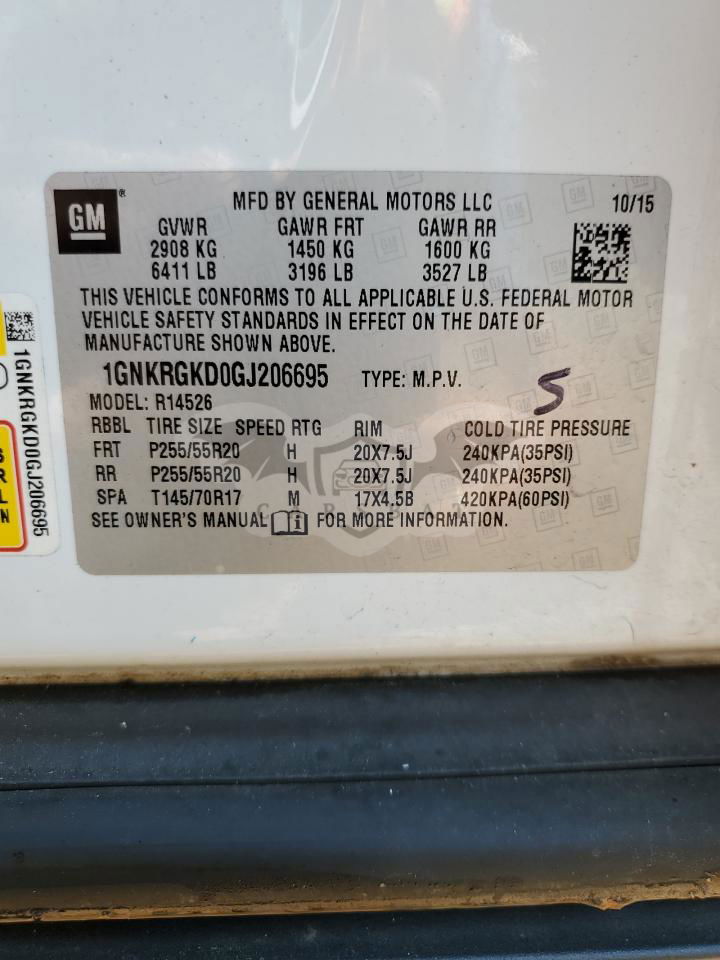 GM
®
MFD BY GENERAL MOTORS LLC 10/15
GVWR GAWR FRT GAWR RR
2908 KG 1450 KG 1600 KG
6411 LB 3196 LB 3527 LB
THIS VEHICLE CONFORMS TO ALL APPLICABLE U.S. FEDERAL MOTOR
VEHICLE SAFETY STANDARDS IN EFFECT ON THE DATE OF
MANUFACTURE SHOWN ABOVE.
1GNKRGKD0GJ206695 TYPE: M.P.V. 5
MODEL: R14526
RBBL TIRE SIZE SPEED RTG RIM COLD TIRE PRESSURE
FRT P255/55R20 H 20X7.5J 240KPA(35PSI)
RR P255/55R20 H 20X7.5J 240KPA(35PSI)
SPA T145/70R17 M 17X4.5B 420KPA(60PSI)
SEE OWNER'S MANUAL FOR MORE INFORMATION.
1GNKRGKD0GJ206695